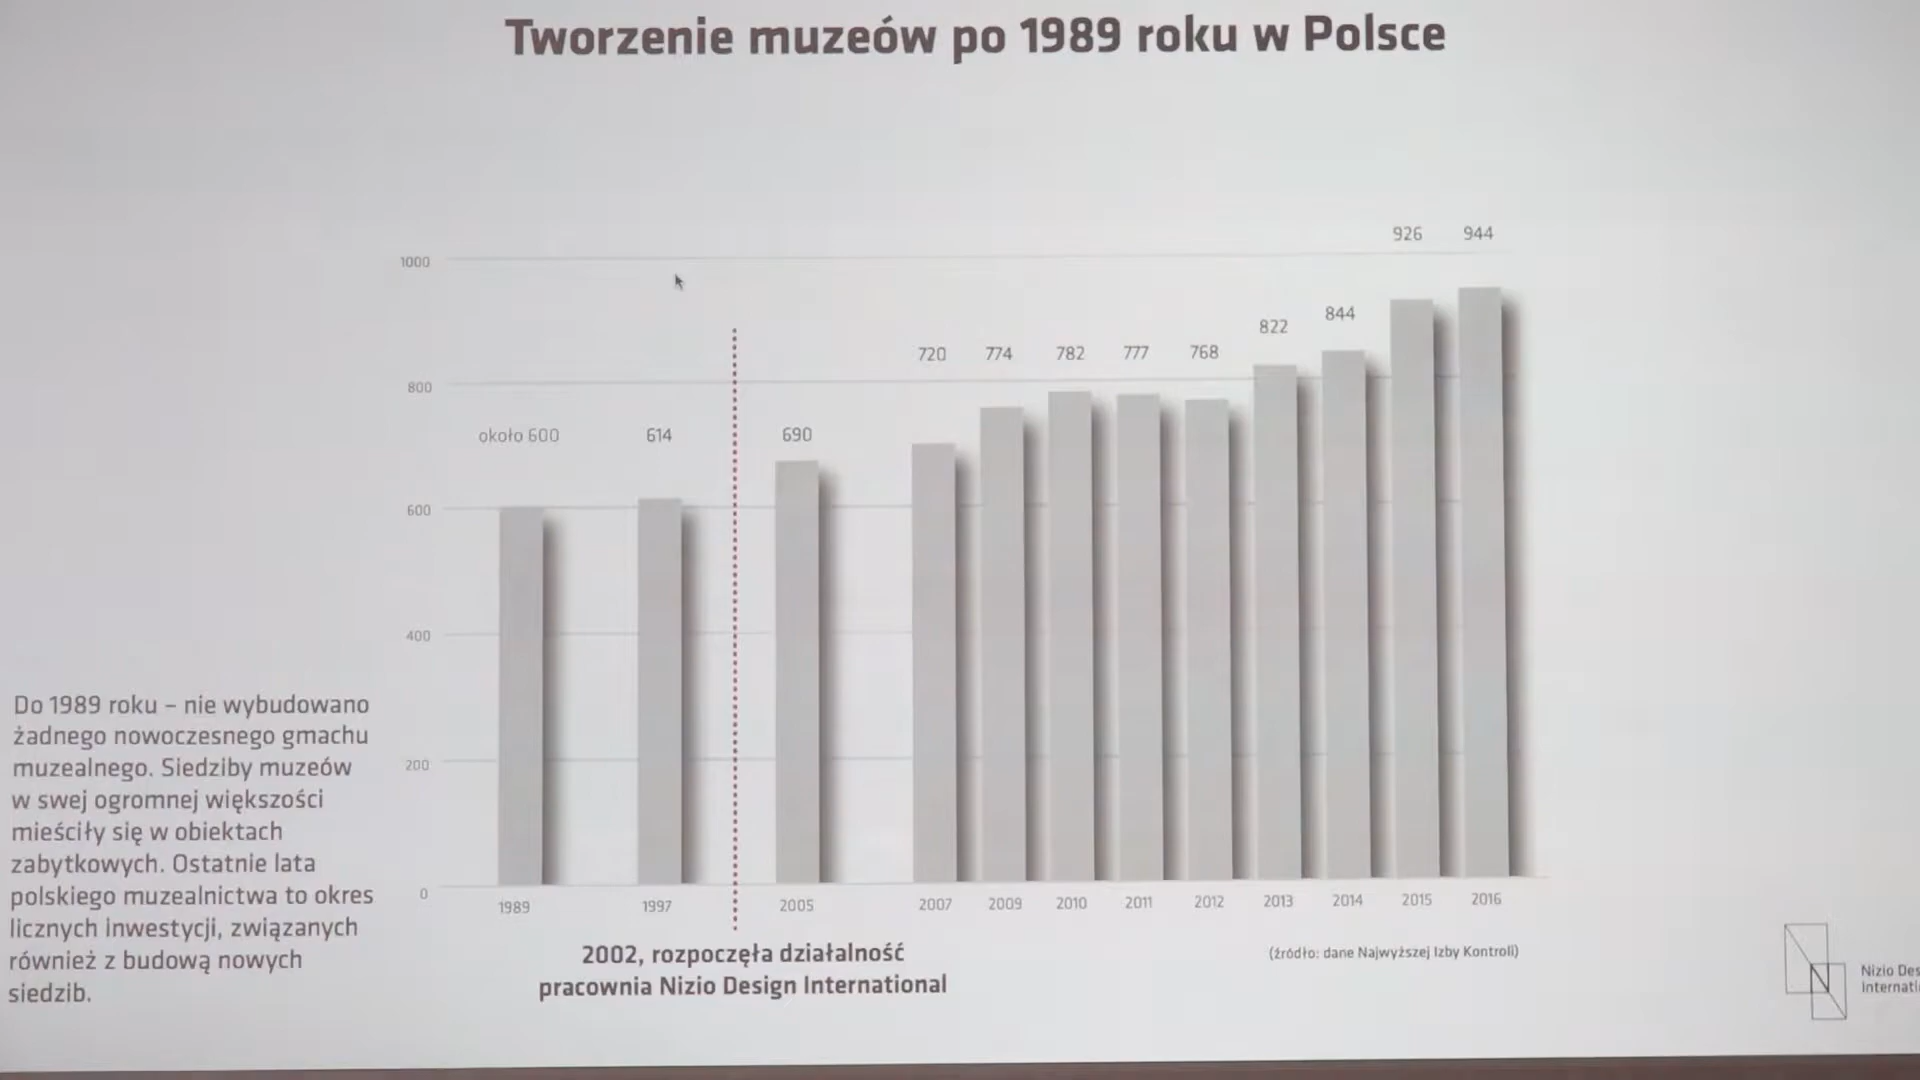 Tworzenie muzeów po 1989 roku w Polsce
926 944
1000
822 844
720 774 782 777 768
800
około 600 614 690
600
400
200
0
1989 1997 2005 2007 2009 2010 2011 2012 2013 2014 2015 2016
Do 1989 roku – nie wybudowano
żadnego nowoczesnego gmachu
muzealnego. Siedziby muzeów
w swej ogromnej większości
mieściły się w obiektach
zabytkowych. Ostatnie lata
polskiego muzealnictwa to okres
licznych inwestycji, związanych
również z budową nowych
siedzib.
2002, rozpoczęła działalność
pracownia Nizio Design International
(źródło: dane Najwyższej Izby Kontroli)
Nizio Des
Internati